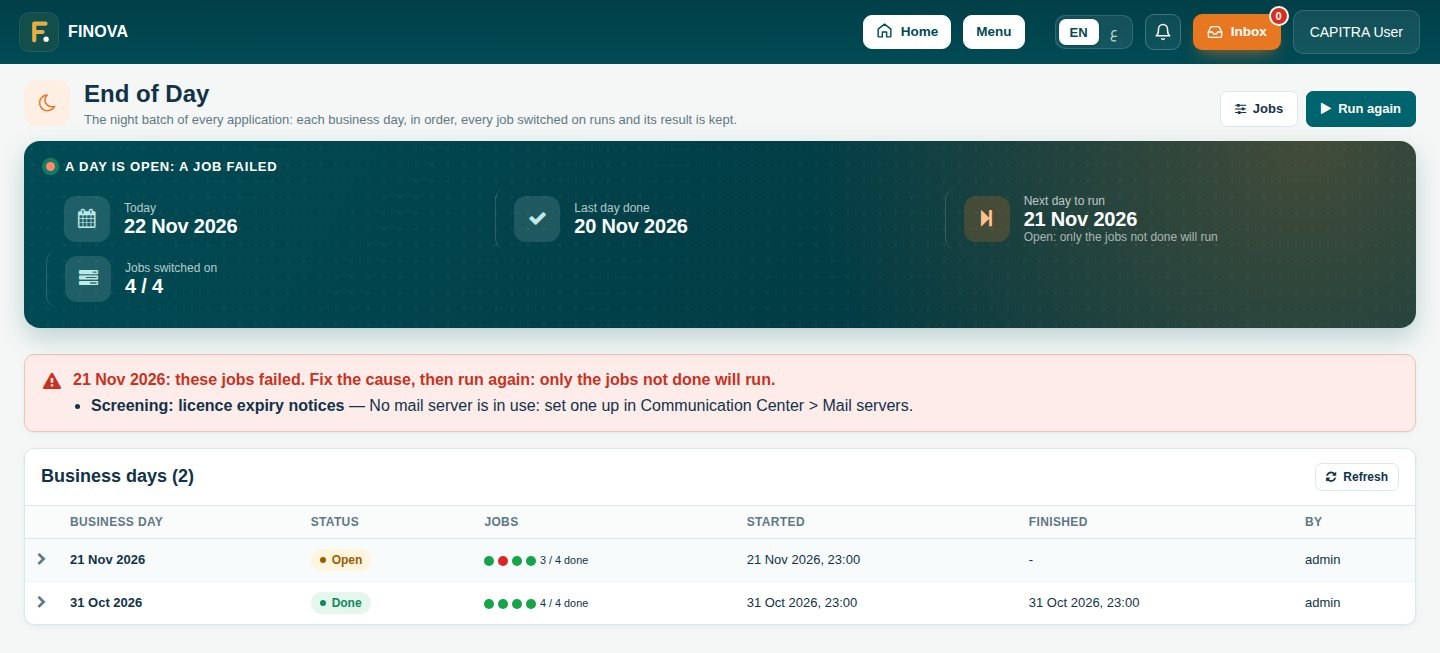 FINOVA
Home
Menu
EN
ع
Inbox
0
CAPITRA User
End of Day
The night batch of every application: each business day, in order, every job switched on runs and its result is kept.
Jobs
Run again
A DAY IS OPEN: A JOB FAILED
Today
22 Nov 2026
Last day done
20 Nov 2026
Next day to run
21 Nov 2026
Open: only the jobs not done will run
Jobs switched on
4 / 4
21 Nov 2026: these jobs failed. Fix the cause, then run again: only the jobs not done will run.
• Screening: licence expiry notices — No mail server is in use: set one up in Communication Center > Mail servers.
Business days (2)
Refresh
BUSINESS DAY STATUS JOBS STARTED FINISHED BY
21 Nov 2026 Open 3 / 4 done 21 Nov 2026, 23:00 - admin
31 Oct 2026 Done 4 / 4 done 31 Oct 2026, 23:00 31 Oct 2026, 23:00 admin